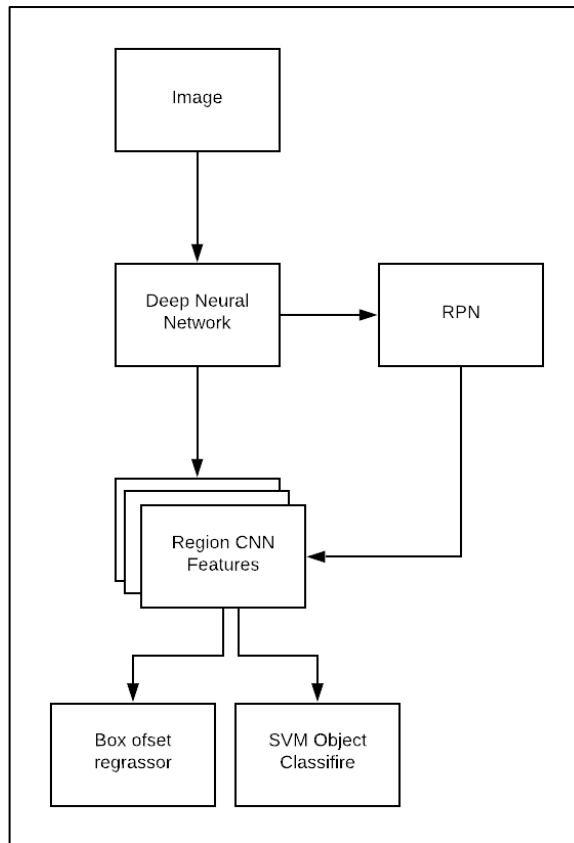 Image
Deep Neural
Network
RPN
Region CNN
Features
Box ofset
regrassor
SVM Object
Classifire